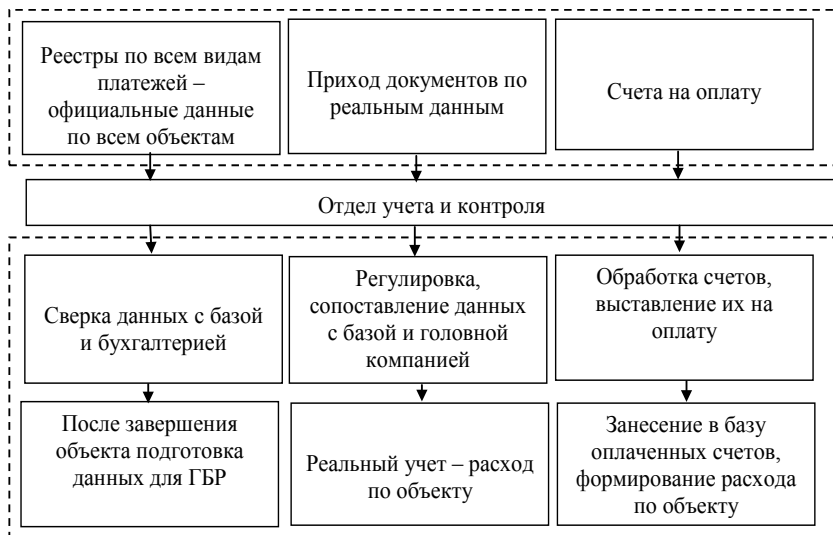 Реестры по всем видам
платежей –
официальные данные
по всем объектам
Приход документов по
реальным данным
Счета на оплату
Отдел учета и контроля
Сверка данных с базой
и бухгалтерией
Регулировка,
сопоставление данных
с базой и головной
компанией
Обработка счетов,
выставление их на
оплату
После завершения
объекта подготовка
данных для ГБР
Реальный учет – расход
по объекту
Занесение в базу
оплаченных счетов,
формирование расхода
по объекту